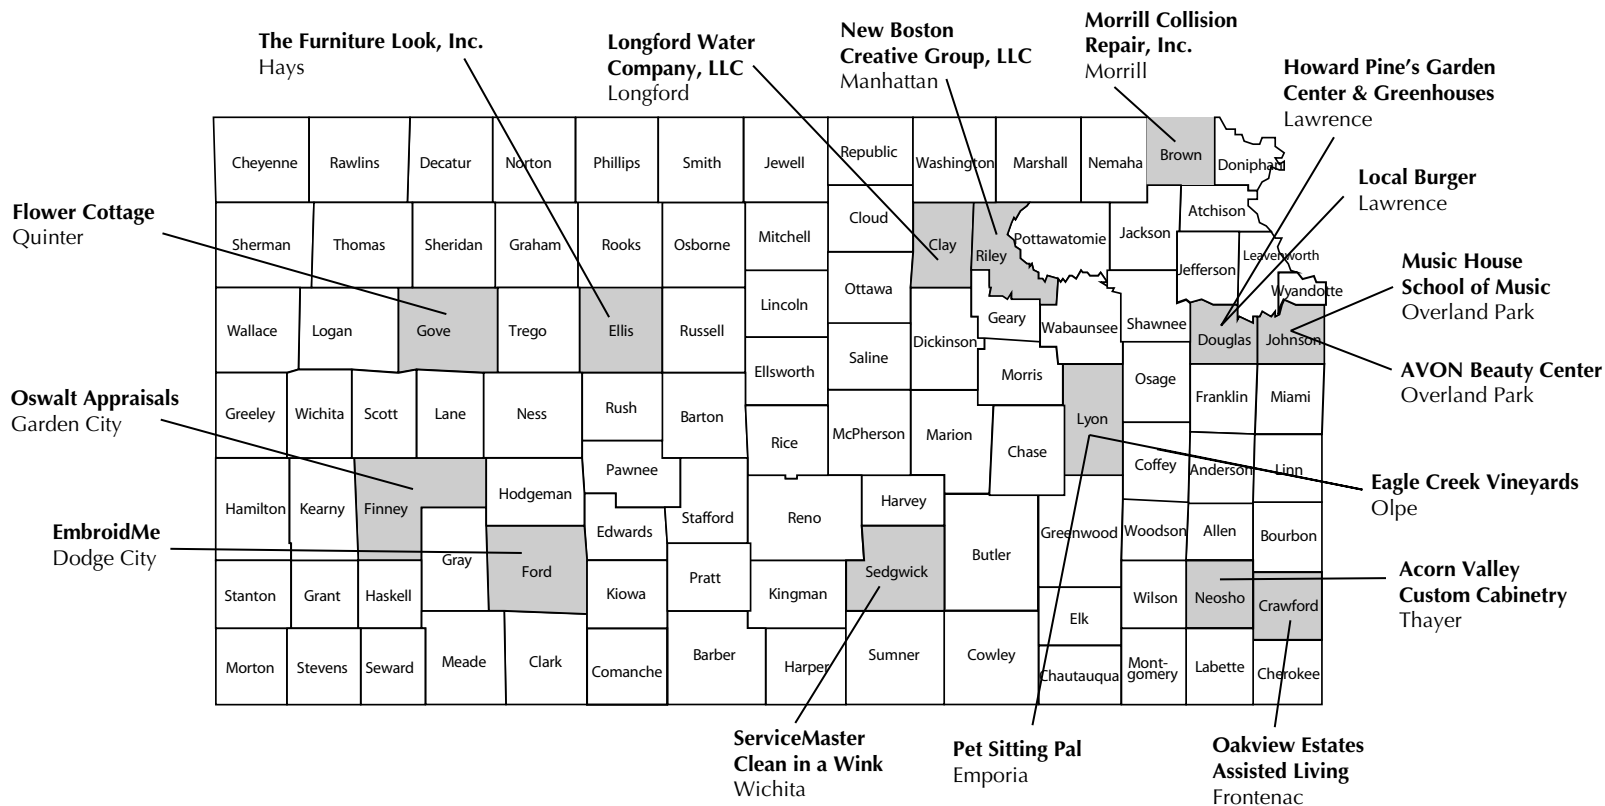 The Furniture Look, Inc.
Hays
Longford Water
Company, LLC
Longford
New Boston
Creative Group, LLC
Manhattan
Morrill Collision
Repair, Inc.
Morrill
Howard Pine's Garden
Center & Greenhouses
Lawrence
Local Burger
Lawrence
Music House
School of Music
Overland Park
AVON Beauty Center
Overland Park
Eagle Creek Vineyards
Olpe
Acorn Valley
Custom Cabinetry
Thayer
Oakview Estates
Assisted Living
Frontenac
Pet Sitting Pal
Emporia
ServiceMaster
Clean in a Wink
Wichita
EmbroidMe
Dodge City
Oswalt Appraisals
Garden City
Flower Cottage
Quinter
Cheyenne
Rawlins
Decatur
Norton
Phillips
Smith
Jewell
Republic
Washington
Marshall
Nemaha
Brown
Doniphan
Sherman
Thomas
Sheridan
Graham
Rooks
Osborne
Mitchell
Cloud
Clay
Riley
Pottawatomie
Jackson
Atchison
Jefferson
Leavenworth
Wyandotte
Wallace
Logan
Gove
Trego
Ellis
Russell
Lincoln
Ottawa
Dickinson
Geary
Wabaunsee
Shawnee
Douglas
Johnson
Greeley
Wichita
Scott
Lane
Ness
Rush
Barton
Ellsworth
Saline
Morris
Lyon
Osage
Franklin
Miami
Rice
McPherson
Marion
Chase
Coffey
Anderson
Linn
Hamilton
Kearny
Finney
Hodgeman
Pawnee
Edwards
Stafford
Reno
Harvey
Butler
Greenwood
Woodson
Allen
Bourbon
Gray
Ford
Sedgwick
Stanton
Grant
Haskell
Kiowa
Pratt
Kingman
Elk
Wilson
Neosho
Crawford
Morton
Stevens
Seward
Meade
Clark
Comanche
Barber
Harper
Sumner
Cowley
Chautauqua
Mont-
gomery
Labette
Cherokee